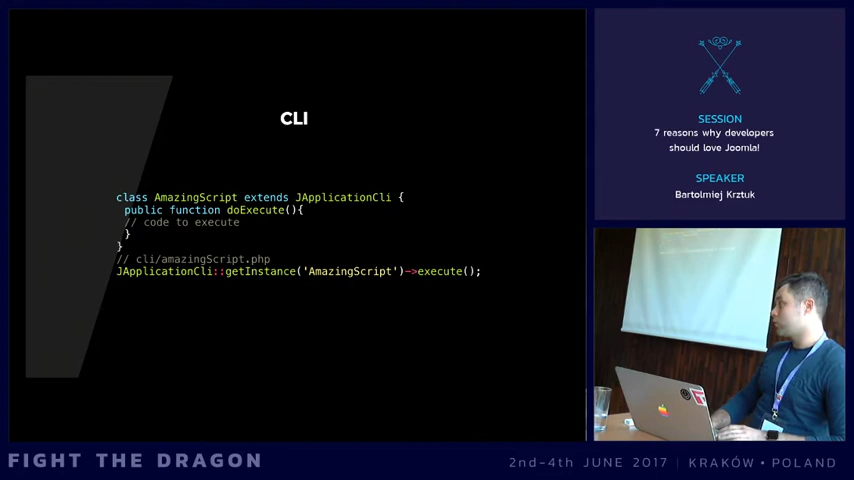 CLI
class AmazingScript extends JApplicationCli {
public function doExecute(){
// code to execute
}
}
// cli/amazingScript.php
JApplicationCli::getInstance('AmazingScript')->execute();
SESSION
7 reasons why developers
should love Joomla!
SPEAKER
Bartolmiej Krztuk
FIGHT THE DRAGON
2nd-4th JUNE 2017 | KRAKÓW • POLAND